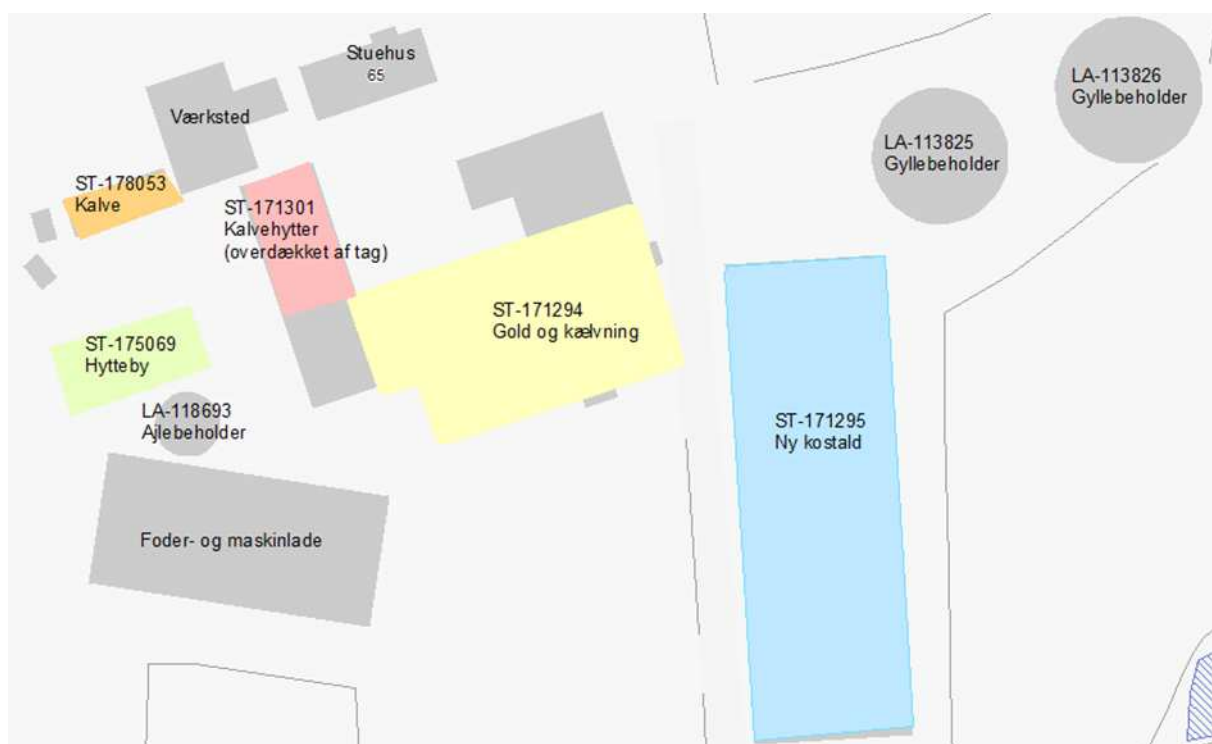 Stuehus
65
Værksted
LA-113826
Gyllebeholder
LA-113825
Gyllebeholder
ST-178053
Kalve
ST-171301
Kalvehytter
(overdækket af tag)
ST-171294
Gold og kælvning
ST-175069
Hytteby
LA-118693
Ajlebeholder
ST-171295
Ny kostald
Foder- og maskinlade